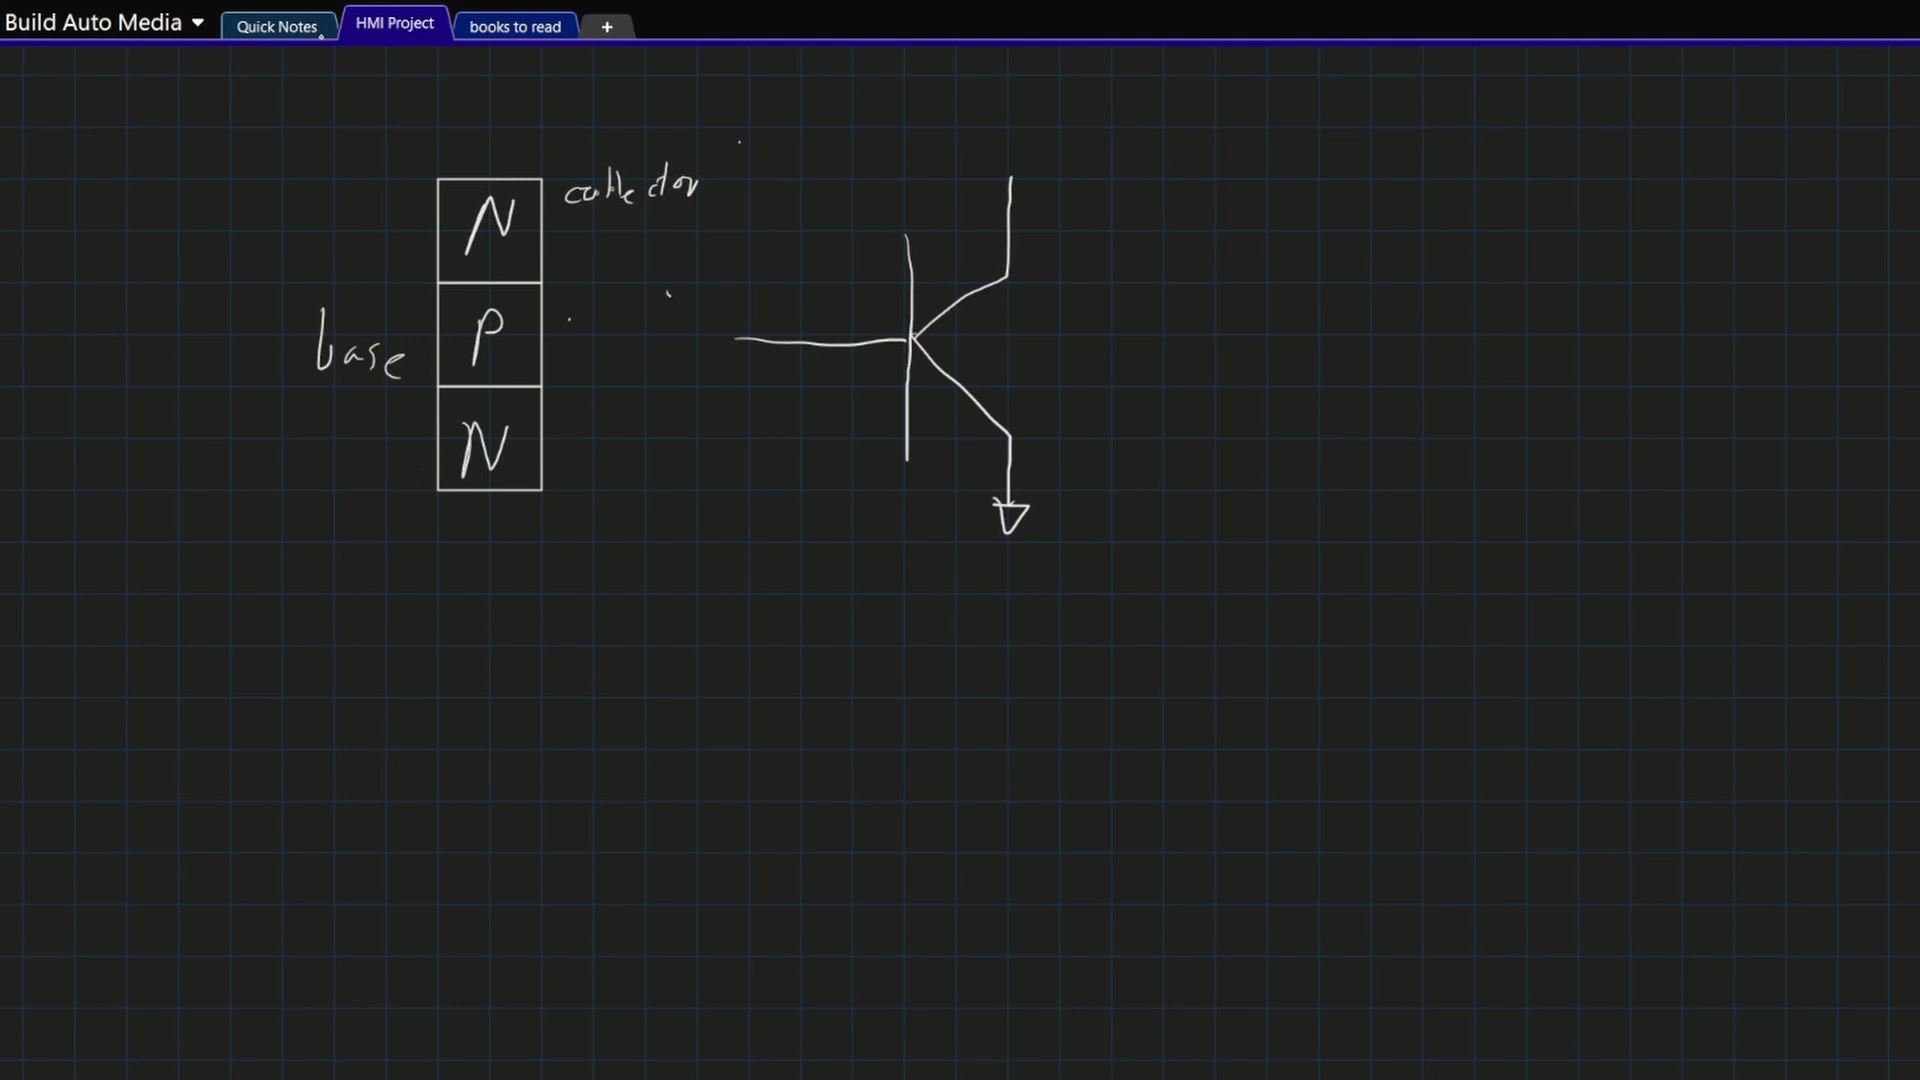 Build Auto Media
Quick Notes
HMI Project
books to read
+
N
collector
base
P
N